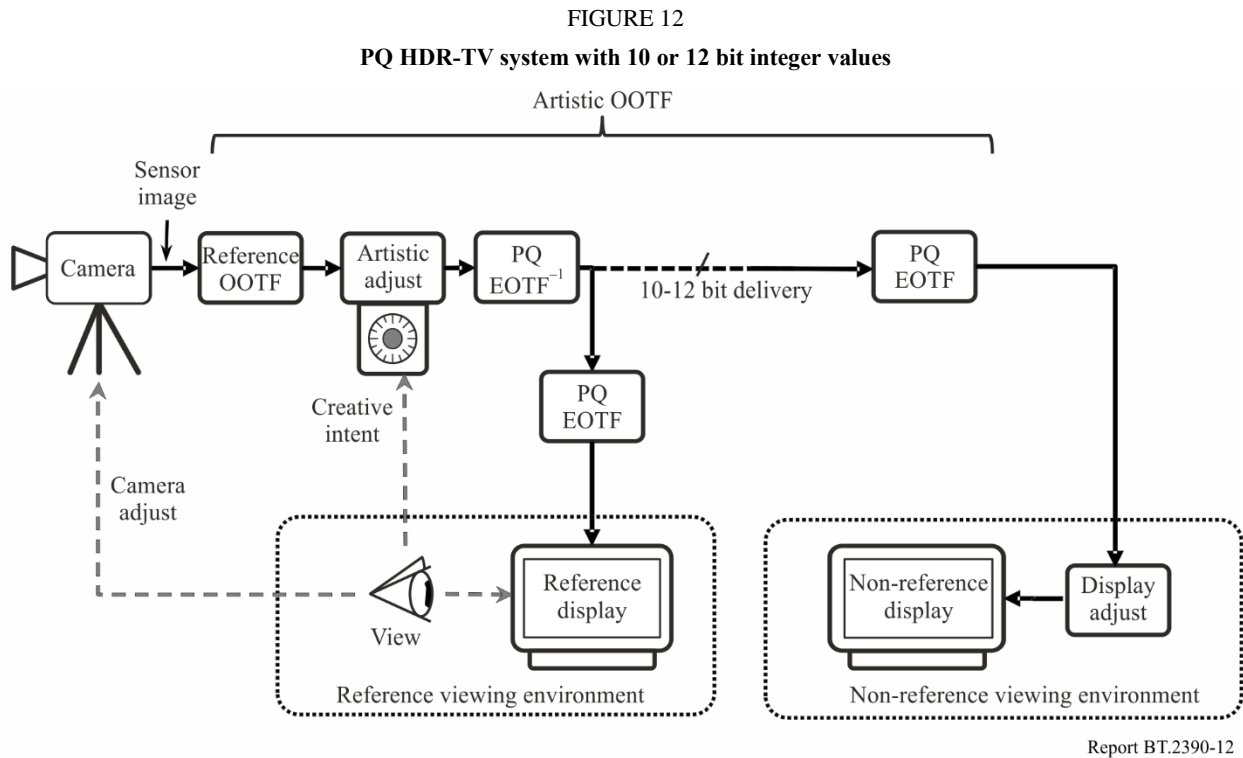 FIGURE 12
PQ HDR-TV system with 10 or 12 bit integer values
Artistic OOTF
Sensor
image
Camera
Reference
OOTF
Artistic
adjust
PQ
EOTF⁻¹
10-12 bit delivery
PQ
EOTF
PQ
EOTF
Creative
intent
Camera
adjust
View
Reference
display
Reference viewing environment
Non-reference
display
Display
adjust
Non-reference viewing environment
Report BT.2390-12